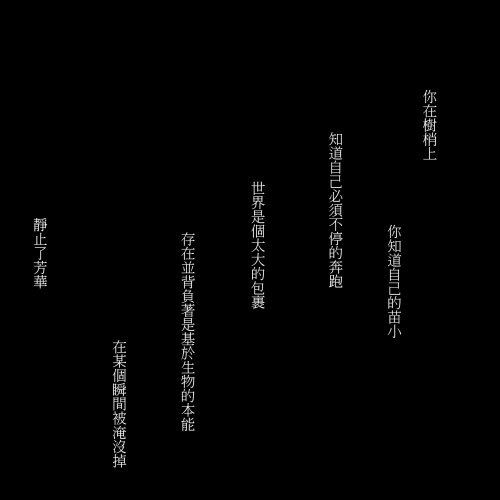 你在樹梢上
你知道自己的苗小
知道自己必須不停的奔跑
世界是個太大的包裹
存在並背負著是基於生物的本能
在某個瞬間被淹沒掉
靜止了芳華